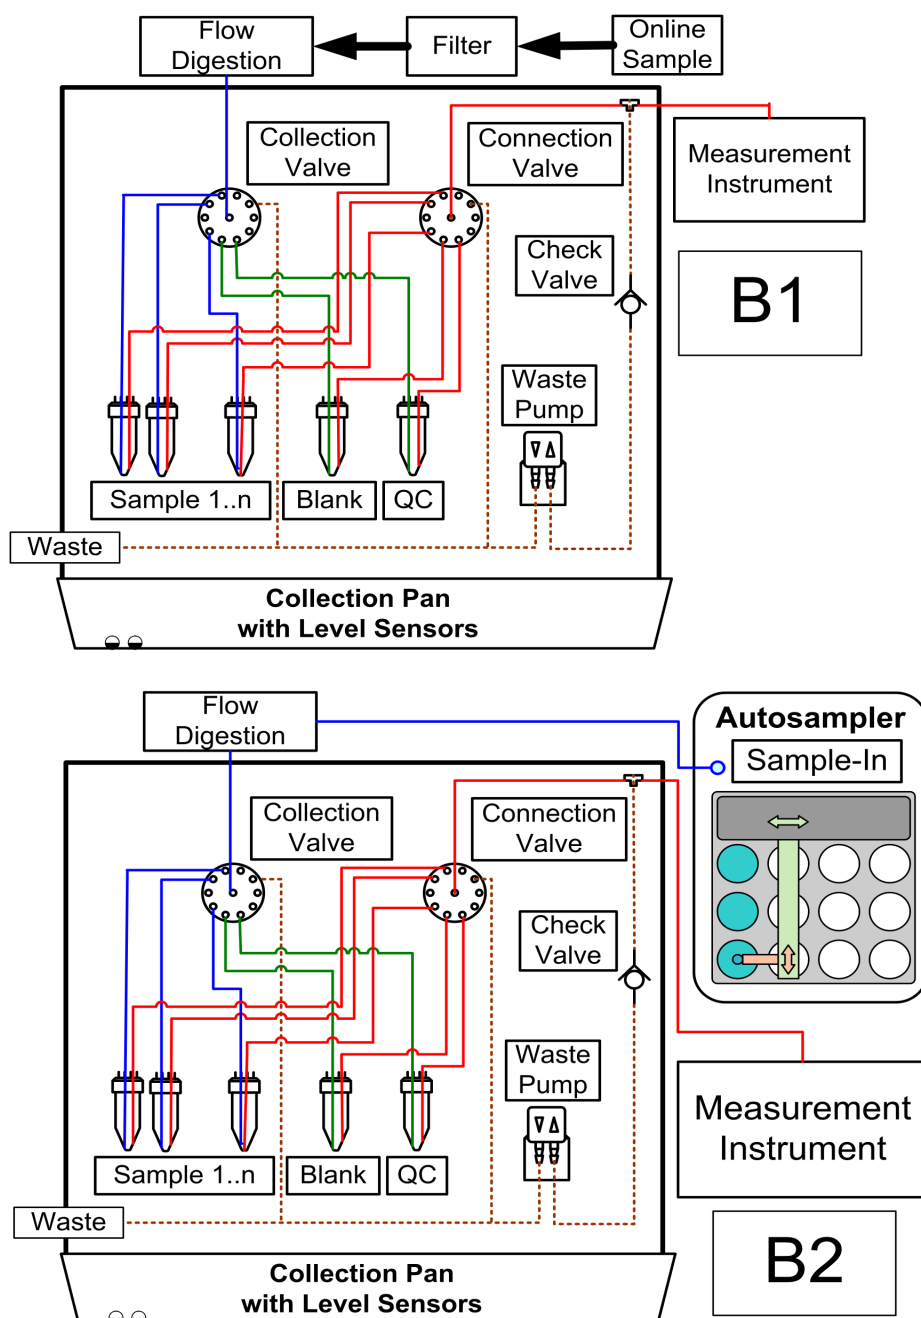 Flow
Digestion
Filter
Online
Sample
Collection
Valve
Connection
Valve
Measurement
Instrument
Check
Valve
B1
Waste
Pump
Sample 1..n
Blank
QC
Waste
Collection Pan
with Level Sensors
Flow
Digestion
Autosampler
Sample-In
Collection
Valve
Connection
Valve
Check
Valve
Waste
Pump
Measurement
Instrument
Sample 1..n
Blank
QC
Waste
B2
Collection Pan
with Level Sensors